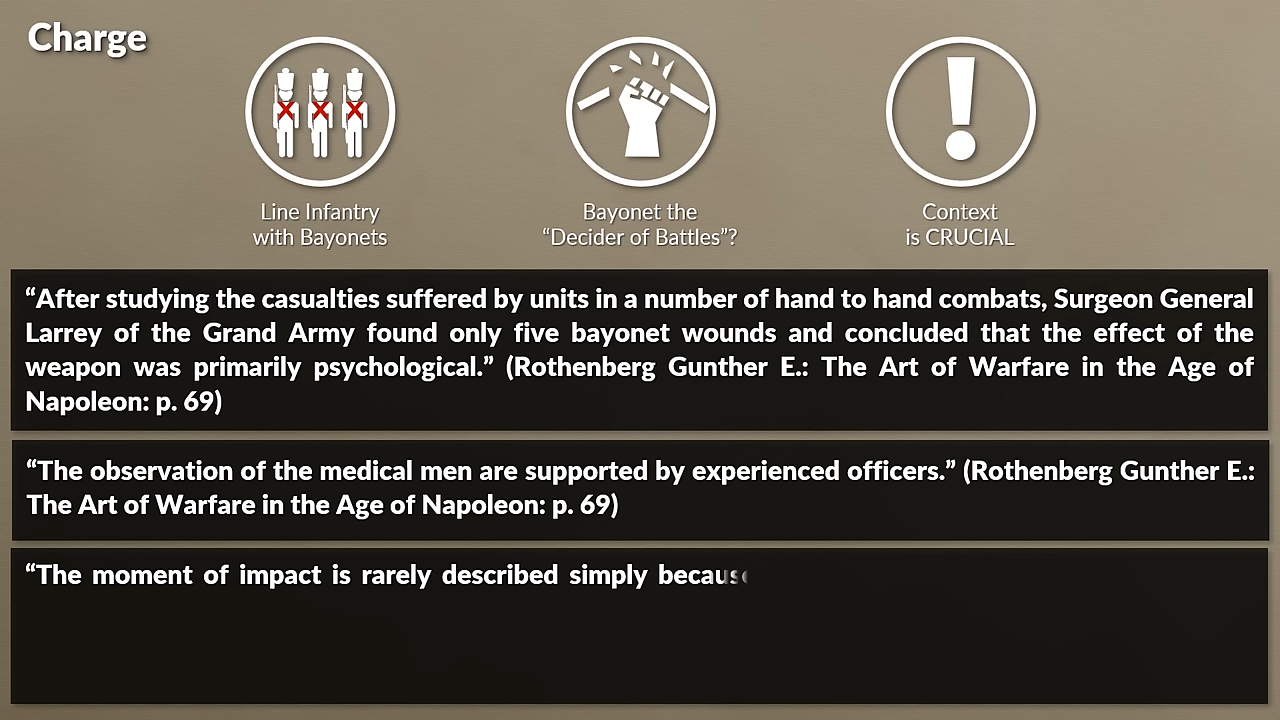 Charge
Line Infantry
with Bayonets
Bayonet the
“Decider of Battles”?
Context
is CRUCIAL
“After studying the casualties suffered by units in a number of hand to hand combats, Surgeon General
Larrey of the Grand Army found only five bayonet wounds and concluded that the effect of the
weapon was primarily psychological.” (Rothenberg Gunther E.: The Art of Warfare in the Age of
Napoleon: p. 69)
“The observation of the medical men are supported by experienced officers.” (Rothenberg Gunther E.:
The Art of Warfare in the Age of Napoleon: p. 69)
“The moment of impact is rarely described simply because